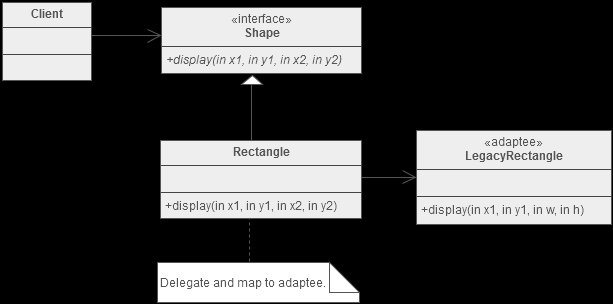 Client
«interface»
Shape
+display(in x1, in y1, in x2, in y2)
Rectangle
+display(in x1, in y1, in x2, in y2)
«adaptee»
LegacyRectangle
+display(in x1, in y1, in w, in h)
Delegate and map to adaptee.